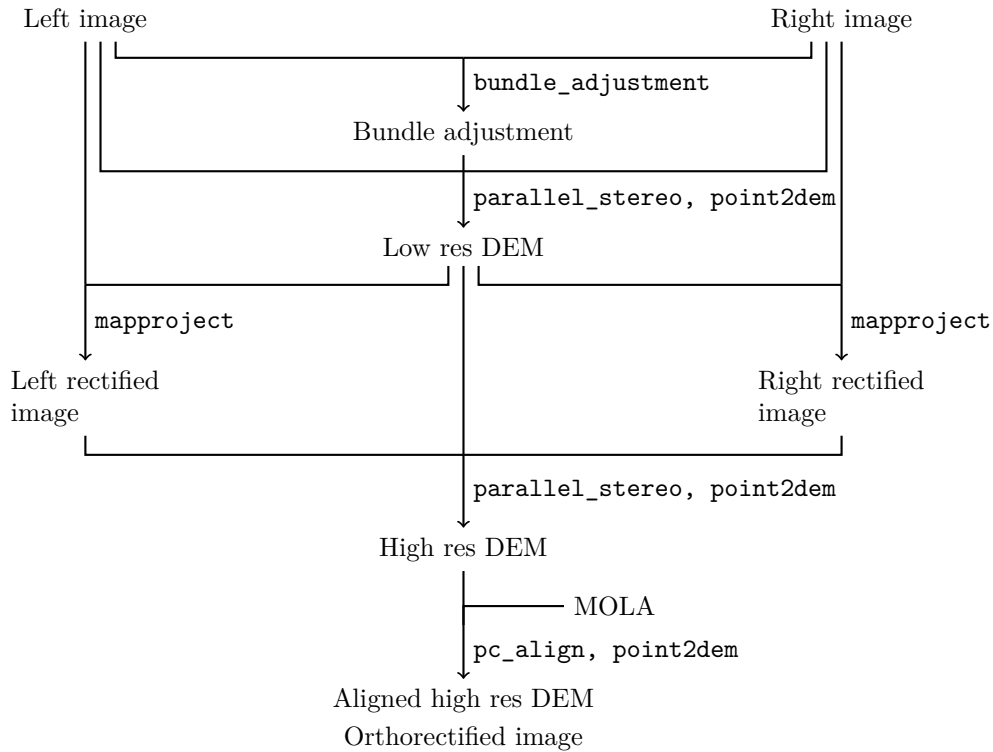 Left image
Right image
bundle_adjustment
Bundle adjustment
parallel_stereo, point2dem
Low res DEM
mapproject
mapproject
Left rectified
image
Right rectified
image
parallel_stereo, point2dem
High res DEM
MOLA
pc_align, point2dem
Aligned high res DEM
Orthorectified image